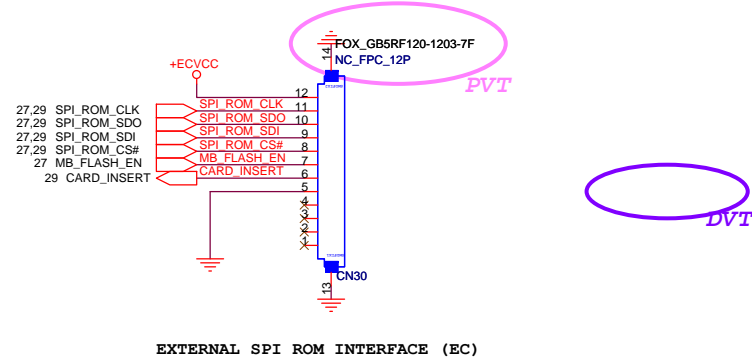 FOX_GB5RF120-1203-7F
14
NC_FPC_12P
PVT
+ECVCC
12
27,29 SPI_ROM_CLK SPI_ROM_CLK 11
27,29 SPI_ROM_SDO SPI_ROM_SDO 10
27,29 SPI_ROM_SDI SPI_ROM_SDI 9
27,29 SPI_ROM_CS# SPI_ROM_CS# 8
27 MB_FLASH_EN MB_FLASH_EN 7
29 CARD_INSERT CARD_INSERT 6
5
4
3
2
1
DVT
CN30
13
EXTERNAL SPI ROM INTERFACE (EC)